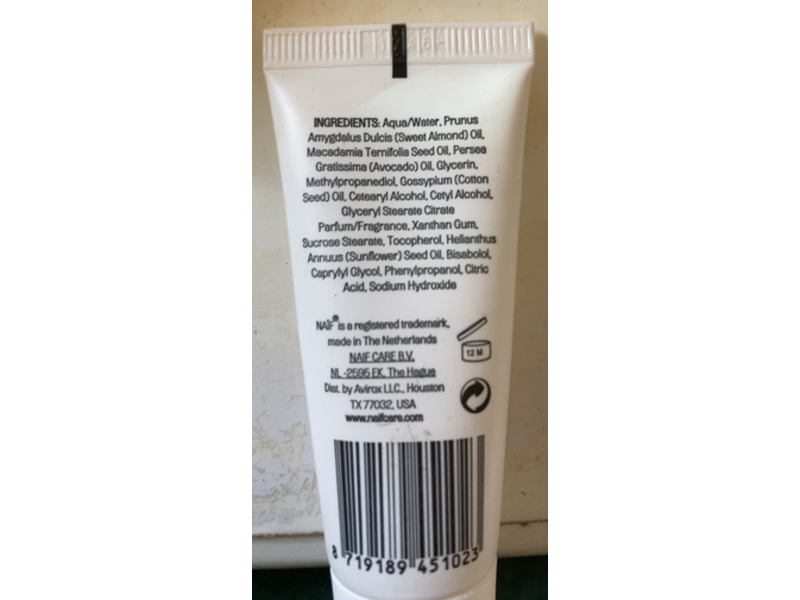 INGREDIENTS: Aqua/Water, Prunus
Amygdalus Dulcis (Sweet Almond) Oil,
Macadamia Ternifolia Seed Oil, Persea
Gratissima (Avocado) Oil, Glycerin,
Methylpropanediol, Gossypium (Cotton
Seed) Oil, Cetearyl Alcohol, Cetyl Alcohol,
Glyceryl Stearate Citrate
Parfum/Fragrance, Xanthan Gum,
Sucrose Stearate, Tocopherol, Helianthus
Annuus (Sunflower) Seed Oil, Bisabolol,
Caprylyl Glycol, Phenylpropanol, Citric
Acid, Sodium Hydroxide
NAÏF® is a registered trademark,
made in The Netherlands
NAIF CARE B.V.
NL -2595 EK, The Hague
Dist. by Avirox LLC., Houston
TX 77032, USA
www.naifcare.com
12 M
8 719189 451023